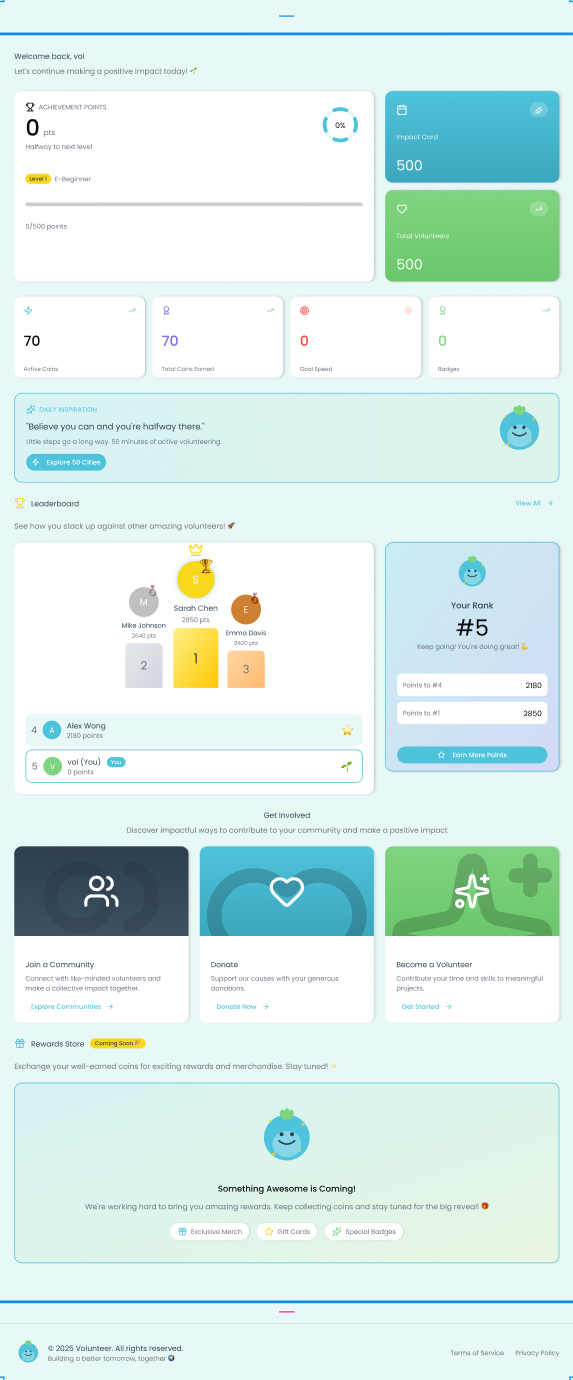 Welcome back, vol
Let's continue making a positive impact today! 🌱
ACHIEVEMENT POINTS
0 pts
Halfway to next level
0%
Level 1 E-Beginner
0/500 points
Impact Card
500
Total Volunteers
500
70
Active Coins
70
Total Coins Earned
0
Goal Speed
0
Badges
DAILY INSPIRATION
"Believe you can and you're halfway there."
Little steps go a long way. 50 minutes of active volunteering.
Explore 50 Cities
Leaderboard
View All →
See how you stack up against other amazing volunteers! 🚀
S
M
E
Sarah Chen
2850 pts
Mike Johnson
2640 pts
Emma Davis
2420 pts
2
1
3
4 A Alex Wong
2180 points
5 V vol (You) You
0 points
Your Rank
#5
Keep going! You're doing great! 💪
Points to #4 2180
Points to #1 2850
Earn More Points
Get Involved
Discover impactful ways to contribute to your community and make a positive impact
Join a Community
Connect with like-minded volunteers and
make a collective impact together.
Explore Communities →
Donate
Support our causes with your generous
donations.
Donate Now →
Become a Volunteer
Contribute your time and skills to meaningful
projects.
Get Started →
Rewards Store Coming Soon 🎉
Exchange your well-earned coins for exciting rewards and merchandise. Stay tuned! ✨
Something Awesome is Coming!
We're working hard to bring you amazing rewards. Keep collecting coins and stay tuned for the big reveal! 🎁
Exclusive Merch
Gift Cards
Special Badges
© 2025 Volunteer. All rights reserved.
Building a better tomorrow, together 🌍
Terms of Service Privacy Policy